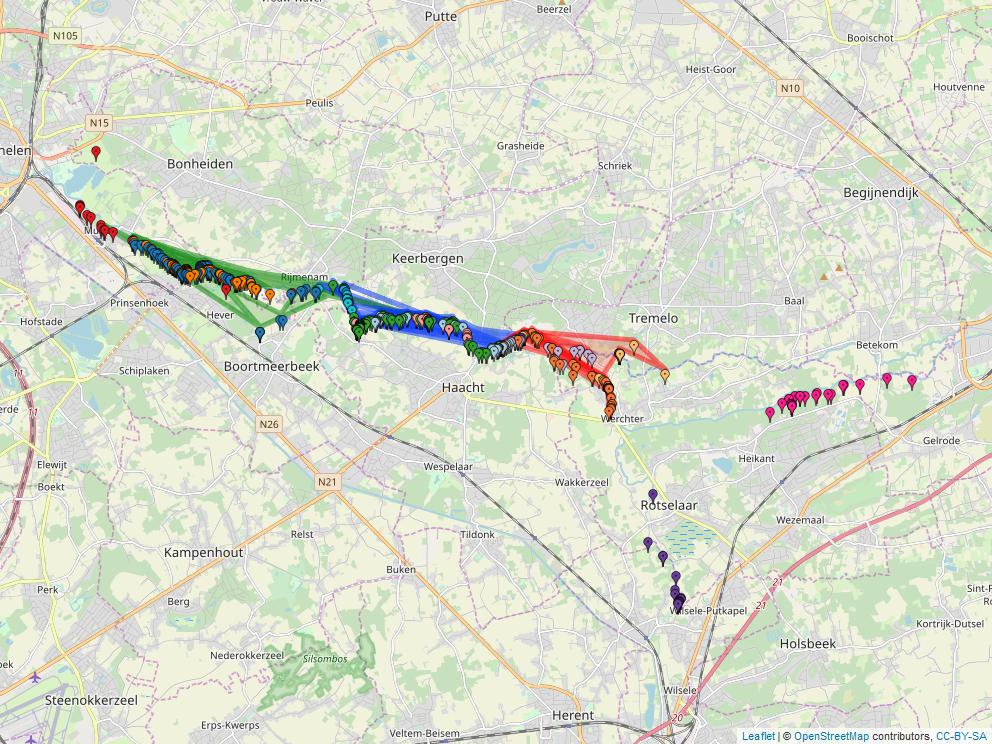 Putte
Beerzel
N105
Booischot
Heist-Goor
N10
Houtvenne
Peulis
N15
Grasheide
Bonheiden
Schriek
Begijnendijk
Keerbergen
Rijmenam
Baal
Prinsenhoek
Hever
Tremelo
Hofstade
Betekom
Schiplaken
Boortmeerbeek
11
Haacht
Werchter
N26
Gelrode
Heikant
Elewijt
Wespelaar
Boekt
N21
Wakkerzeel
Rotselaar
Wezemaal
Relst
Tildonk
Kampenhout
Buken
21
Perk
Berg
21
Wilsele-Putkapel
Kortrijk-Dutsel
Holsbeek
Nederokkerzeel
Silsombos
Steenokkerzeel
Wilsele
Herent
20
Erps-Kwerps
Veltem-Beisem
Leaflet | © OpenStreetMap contributors, CC-BY-SA